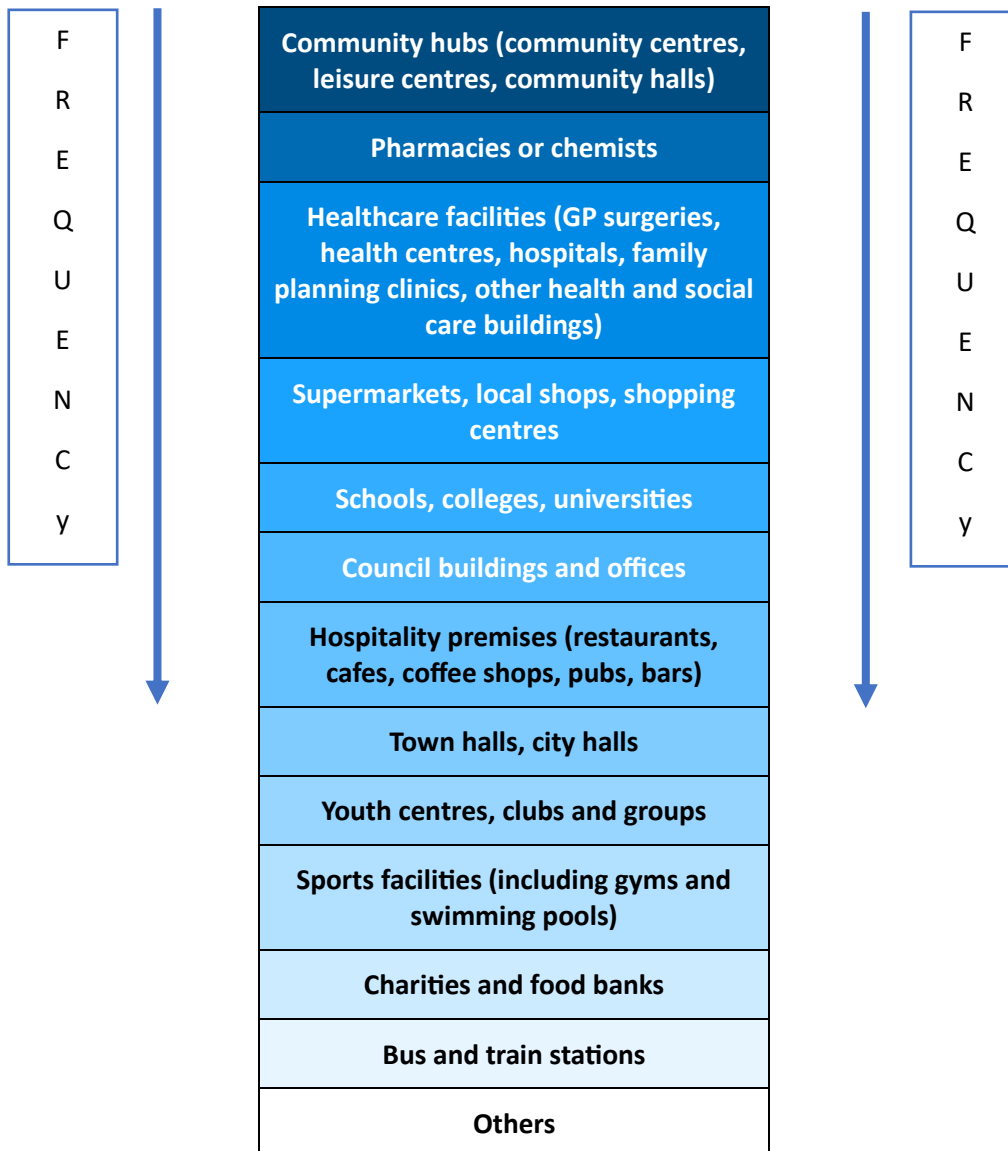 F
R
E
Q
U
E
N
C
y
Community hubs (community centres,
leisure centres, community halls)
Pharmacies or chemists
Healthcare facilities (GP surgeries,
health centres, hospitals, family
planning clinics, other health and social
care buildings)
Supermarkets, local shops, shopping
centres
Schools, colleges, universities
Council buildings and offices
Hospitality premises (restaurants,
cafes, coffee shops, pubs, bars)
Town halls, city halls
Youth centres, clubs and groups
Sports facilities (including gyms and
swimming pools)
Charities and food banks
Bus and train stations
Others
F
R
E
Q
U
E
N
C
y